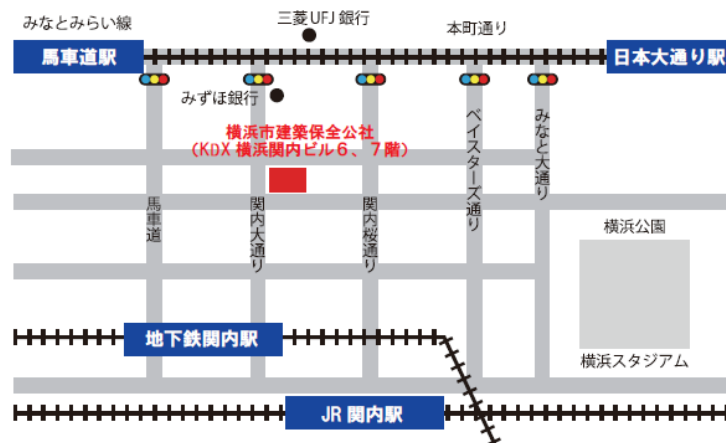 みなとみらい線
三菱UFJ銀行
本町通り
馬車道駅
日本大通り駅
みずほ銀行
横浜市建築保全公社
(KDX 横浜関内ビル6、7階)
馬車道
関内大通り
関内桜通り
ベイスターズ通り
みなと大通り
横浜公園
横浜スタジアム
地下鉄関内駅
JR 関内駅